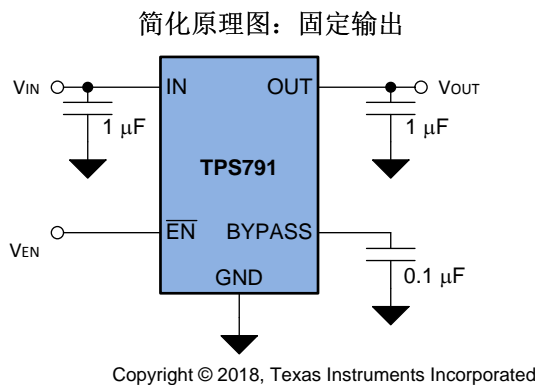 简化原理图：固定输出
VIN IN OUT VOUT
1 μF 1 μF
TPS791
VEN EN BYPASS
GND 0.1 μF
Copyright © 2018, Texas Instruments Incorporated